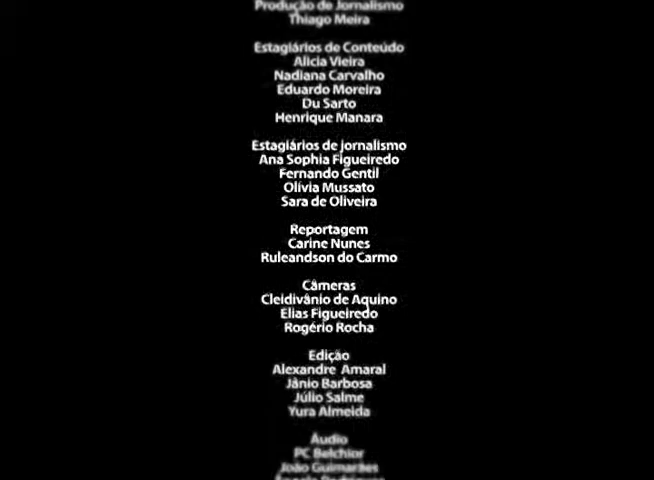 Produção de Jornalismo
Thiago Meira
Estagiários de Conteúdo
Alicia Vieira
Nadiana Carvalho
Eduardo Moreira
Du Sarto
Henrique Manara
Estagiários de jornalismo
Ana Sophia Figueiredo
Fernando Gentil
Olívia Mussato
Sara de Oliveira
Reportagem
Carine Nunes
Ruleandson do Carmo
Câmeras
Cleidivânio de Aquino
Elias Figueiredo
Rogério Rocha
Edição
Alexandre Amaral
Jânio Barbosa
Júlio Salme
Yura Almeida
Áudio
PC Belchior
João Guimarães